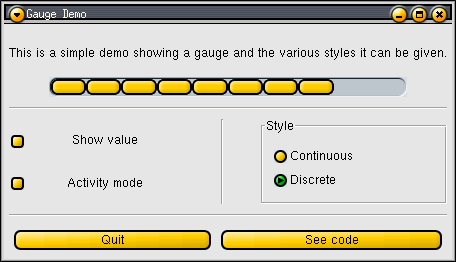 Gauge Demo
This is a simple demo showing a gauge and the various styles it can be given.
Show value
Activity mode
Style
Continuous
Discrete
Quit
See code